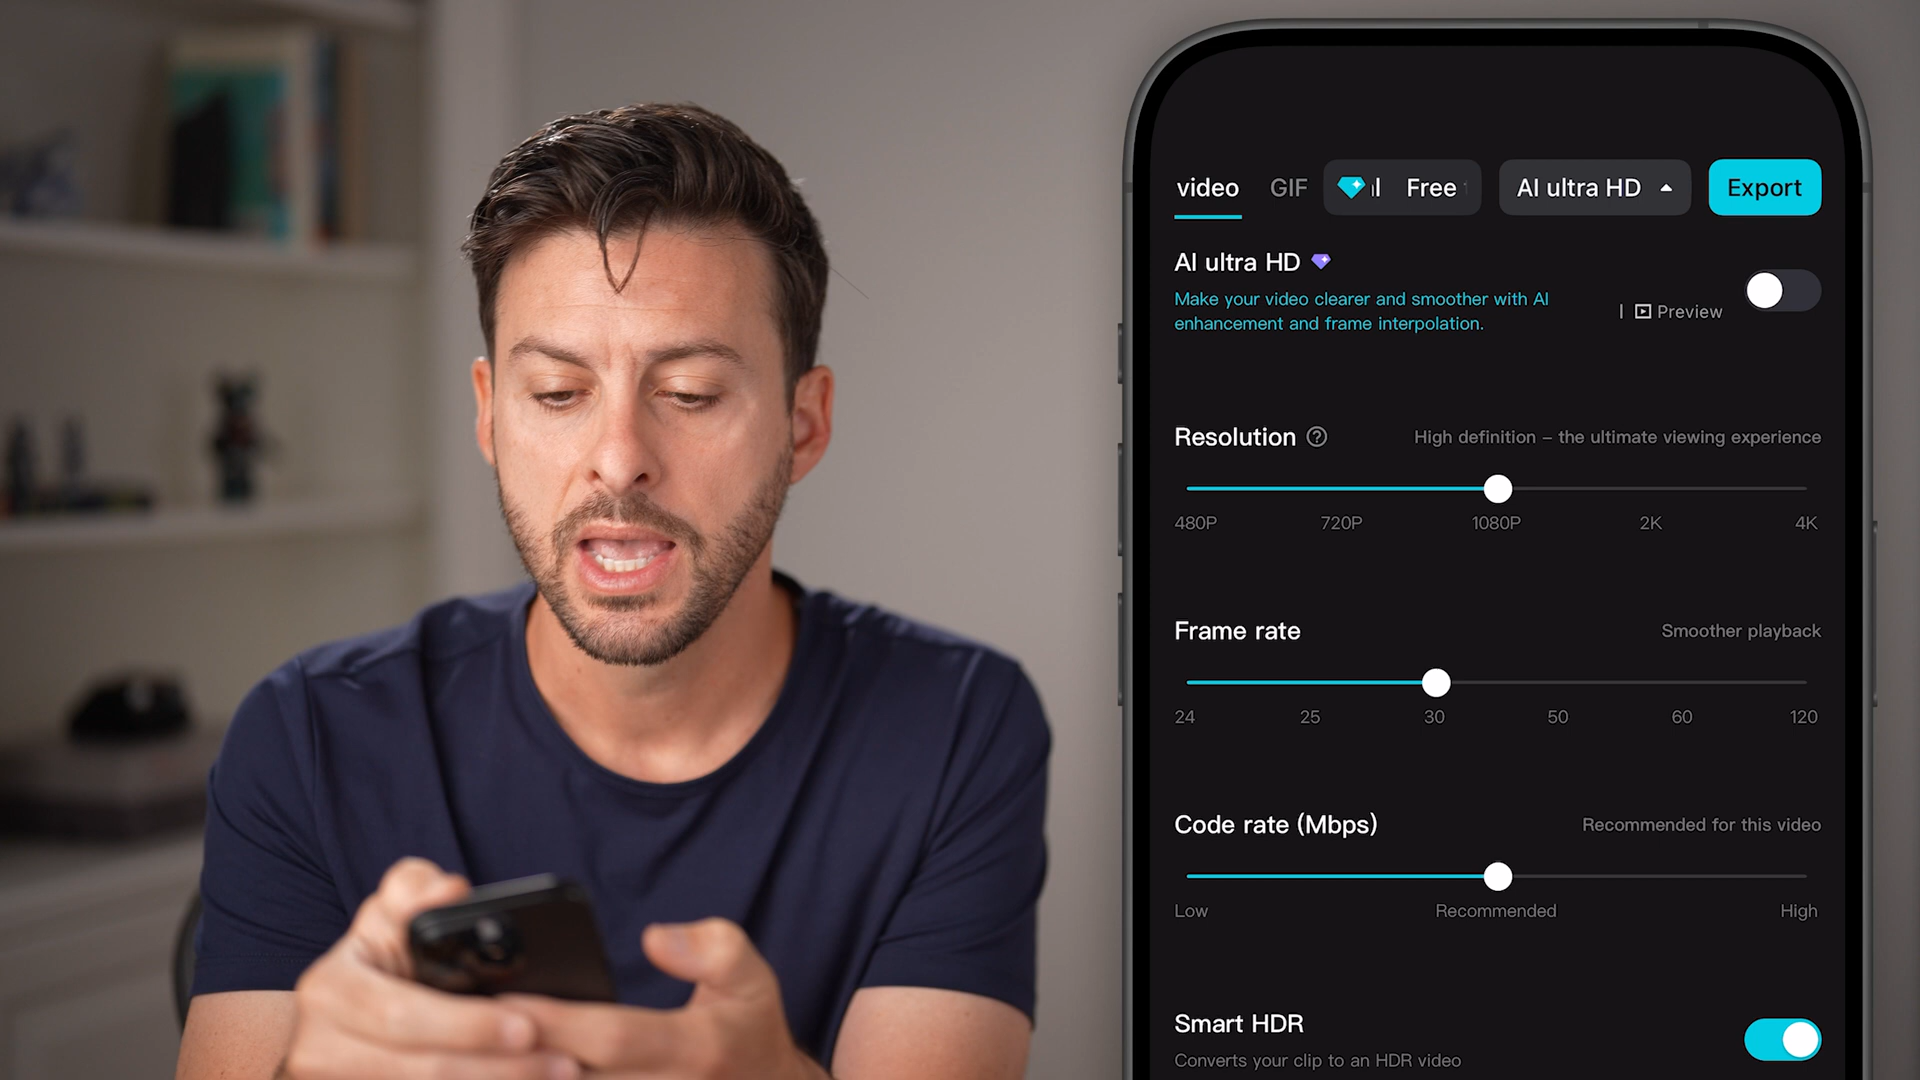 video GIF Free AI ultra HD Export
AI ultra HD
Make your video clearer and smoother with AI
enhancement and frame interpolation.
Preview
Resolution ? High definition – the ultimate viewing experience
480P 720P 1080P 2K 4K
Frame rate Smoother playback
24 25 30 50 60 120
Code rate (Mbps) Recommended for this video
Low Recommended High
Smart HDR
Converts your clip to an HDR video